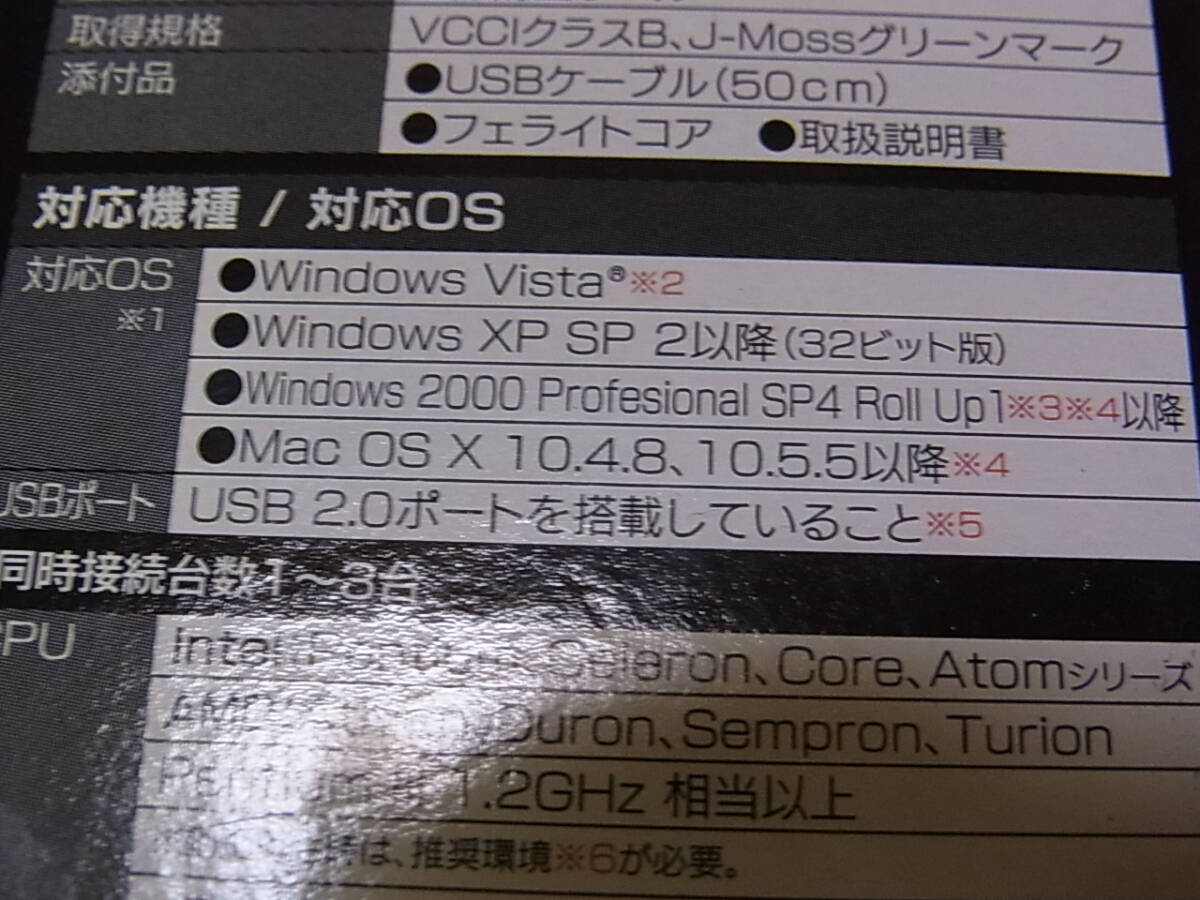 取得規格 VCCIクラスB、J-Mossグリーンマーク
添付品 ●USBケーブル(50cm)
●フェライトコア ●取扱説明書
対応機種 / 対応OS
対応OS ●Windows Vista®※2
※1
●Windows XP SP 2以降(32ビット版)
●Windows 2000 Profesional SP4 Roll Up1※3※4以降
●Mac OS X 10.4.8、10.5.5以降※4
USBポート USB 2.0ポートを搭載していること※5
同時接続台数1～3台
CPU Intel Celeron、Core、Atomシリーズ
AMD Duron、Sempron、Turion
Pentium 1.2GHz 相当以上
時は、推奨環境※6が必要。